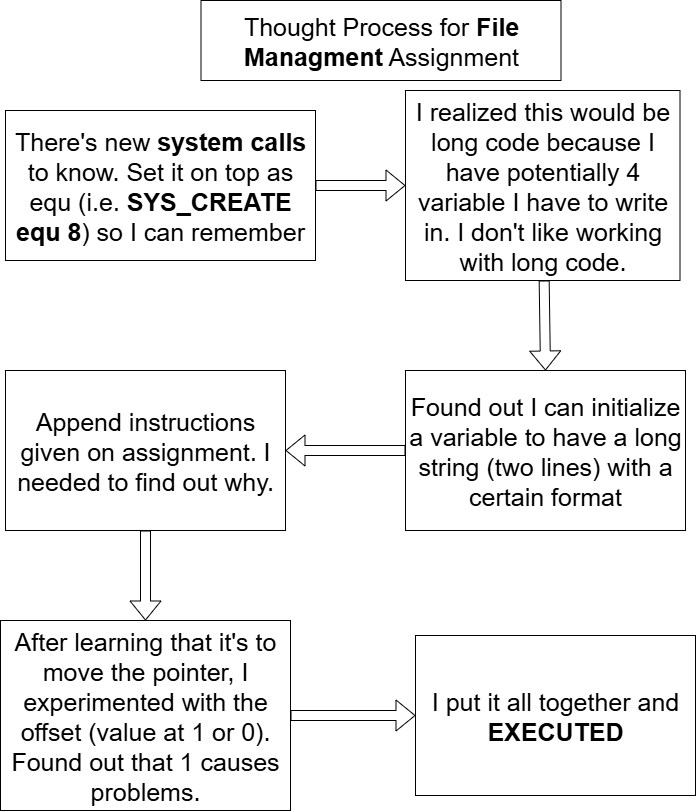 Thought Process for File
Managment Assignment
There's new system calls
to know. Set it on top as
equ (i.e. SYS_CREATE
equ 8) so I can remember
I realized this would be
long code because I
have potentially 4
variable I have to write
in. I don't like working
with long code.
Found out I can initialize
a variable to have a long
string (two lines) with a
certain format
Append instructions
given on assignment. I
needed to find out why.
After learning that it's to
move the pointer, I
experimented with the
offset (value at 1 or 0).
Found out that 1 causes
problems.
I put it all together and
EXECUTED